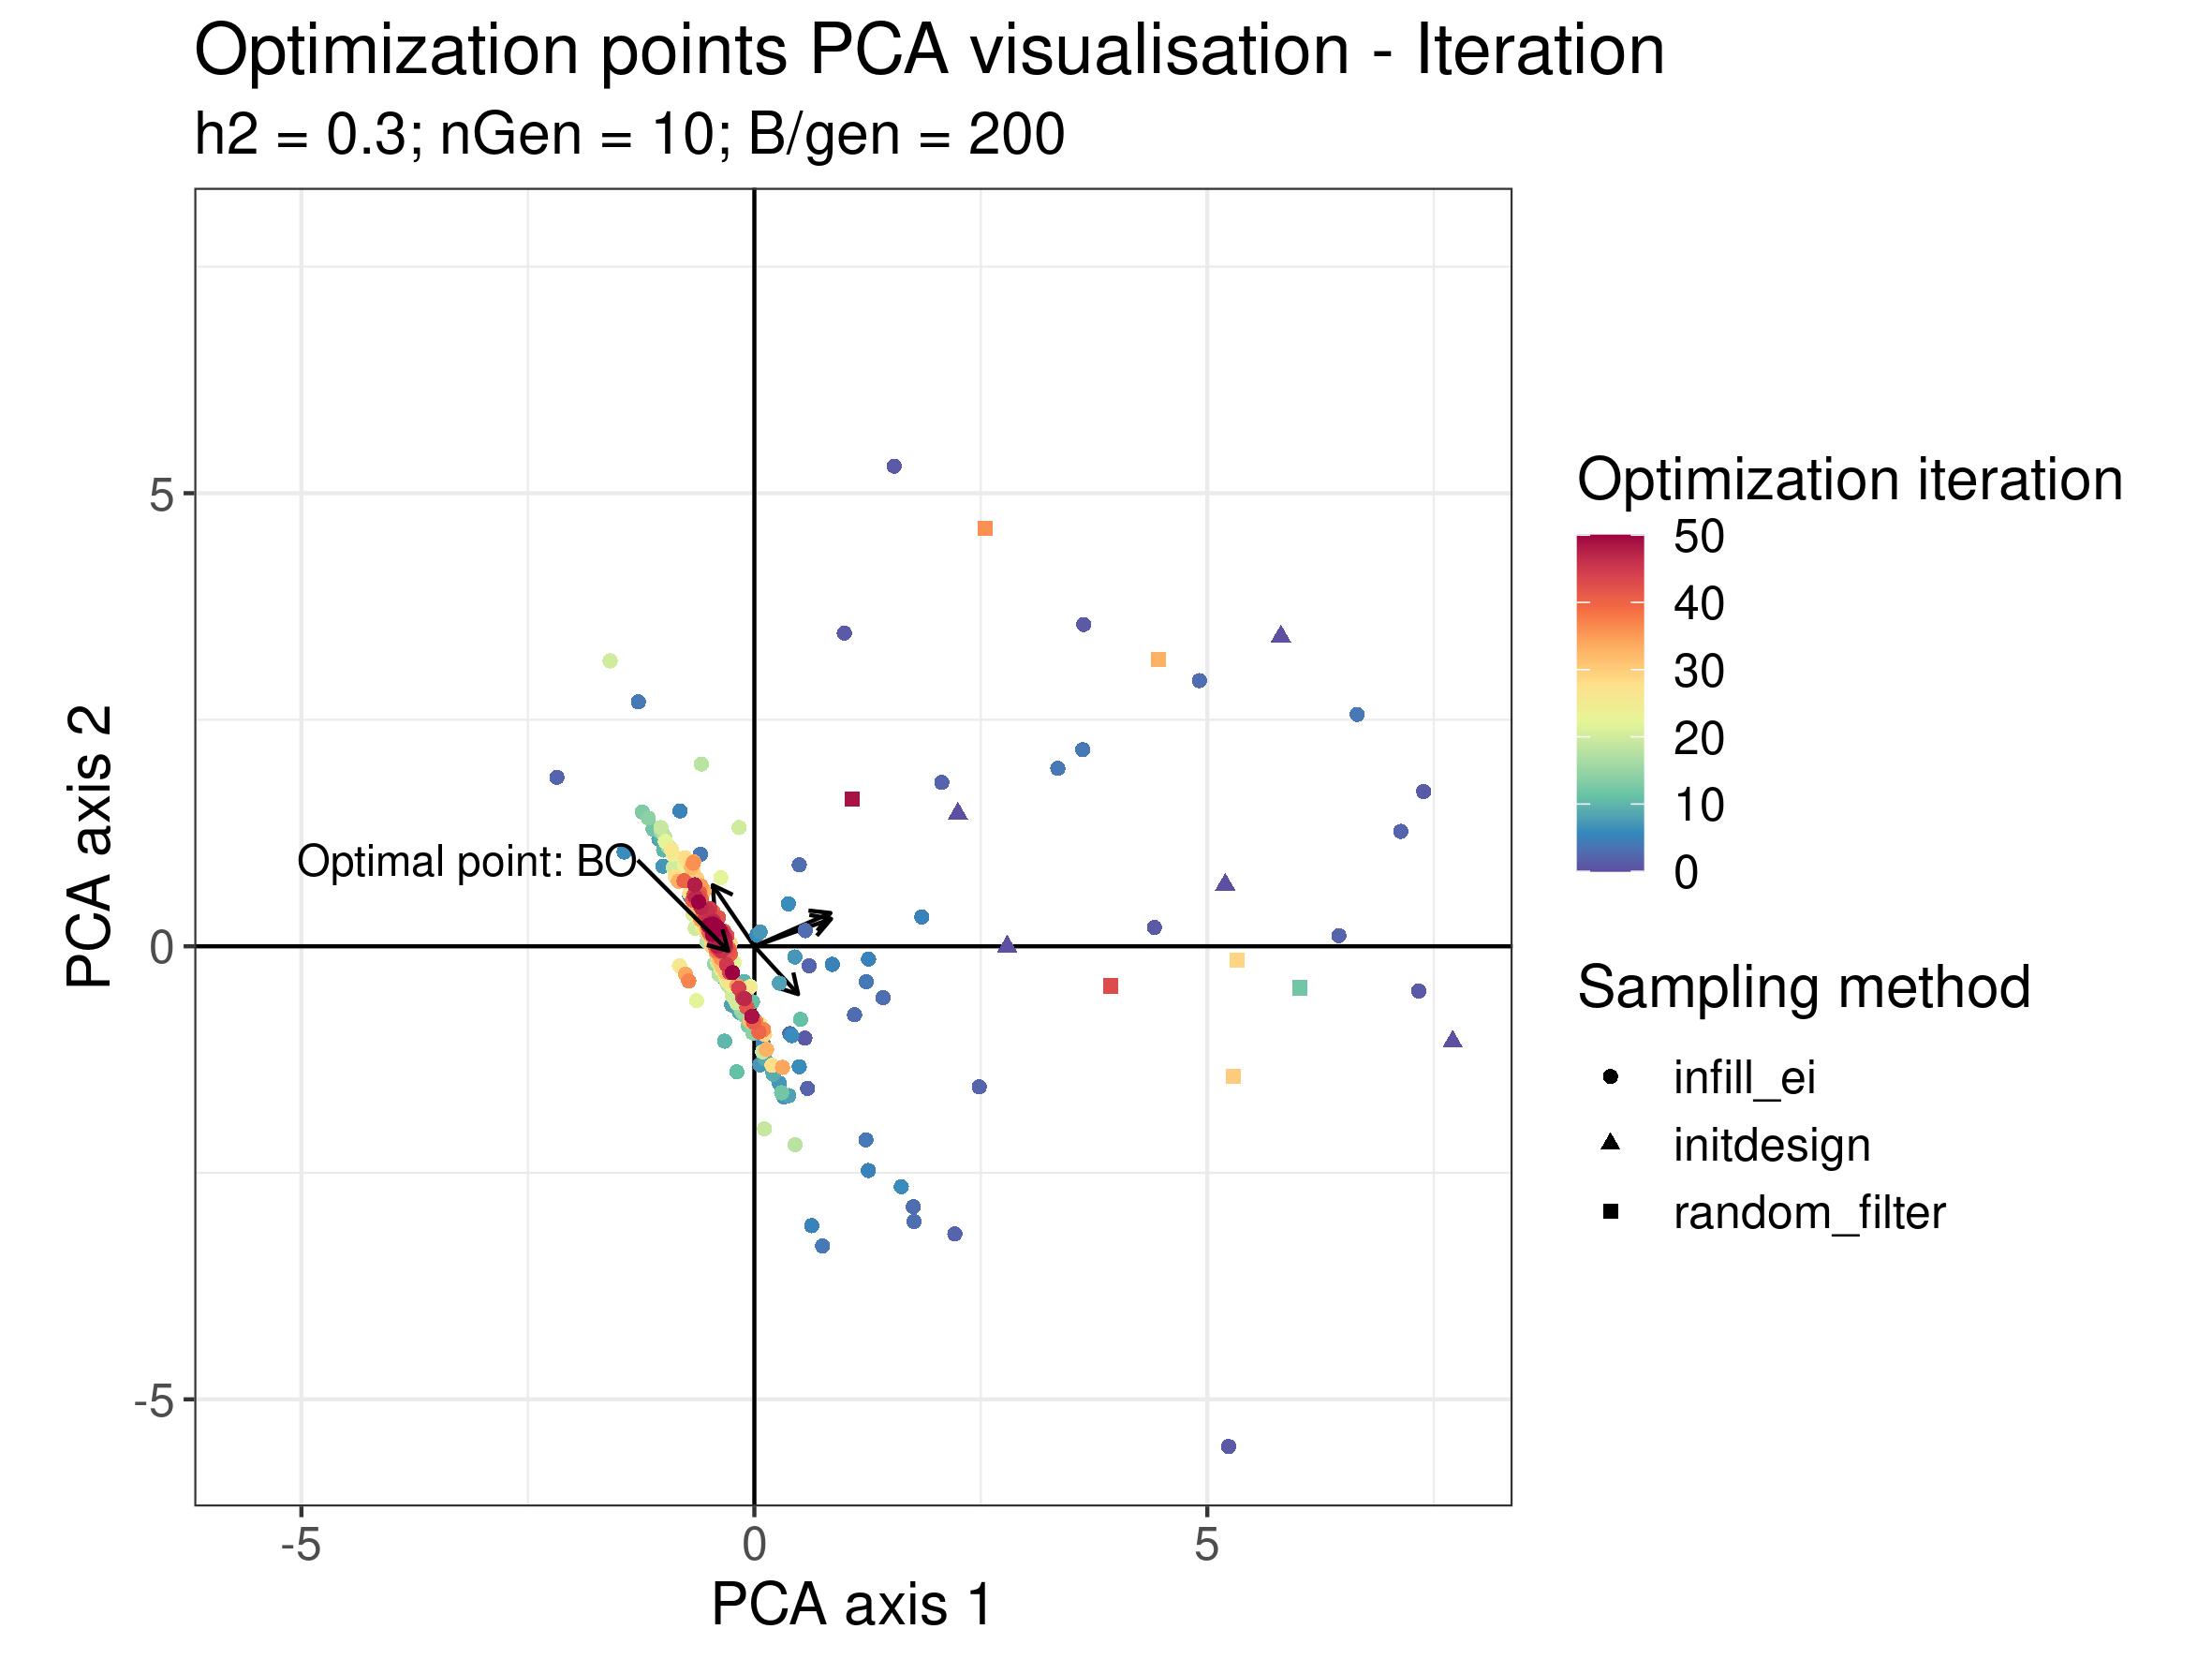 Optimization points PCA visualisation - Iteration
h2 = 0.3; nGen = 10; B/gen = 200
PCA axis 2
5
0
-5
Optimal point: BO
-5
0
5
PCA axis 1
Optimization iteration
50
40
30
20
10
0
Sampling method
infill_ei
initdesign
random_filter